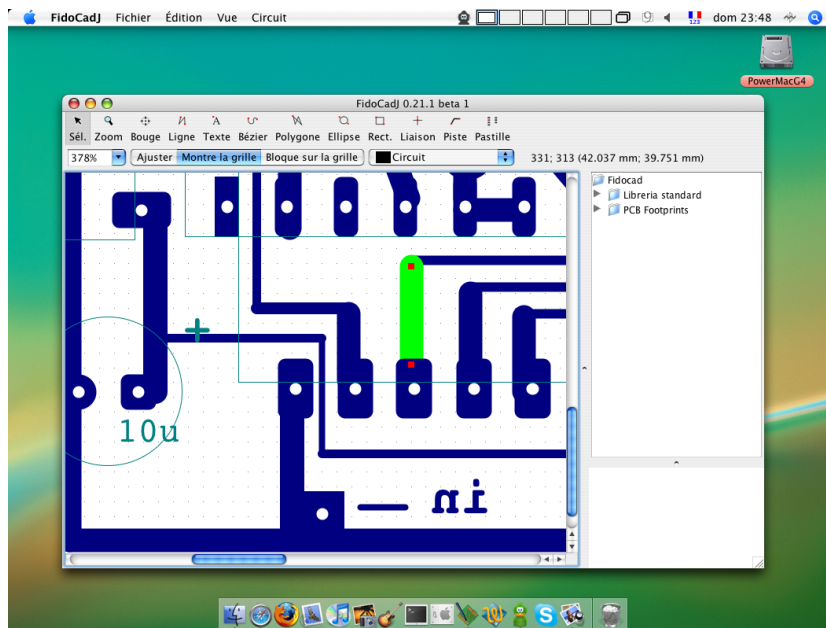 FidoCadJ Fichier Édition Vue Circuit dom 23:48
123
PowerMacG4
FidoCadJ 0.21.1 beta 1
Sél. Zoom Bouge Ligne Texte Bézier Polygone Ellipse Rect. Liaison Piste Pastille
378% Ajuster Montre la grille Bloque sur la grille Circuit 331; 313 (42.037 mm; 39.751 mm)
Fidocad
Libreria standard
PCB Footprints
+
10u